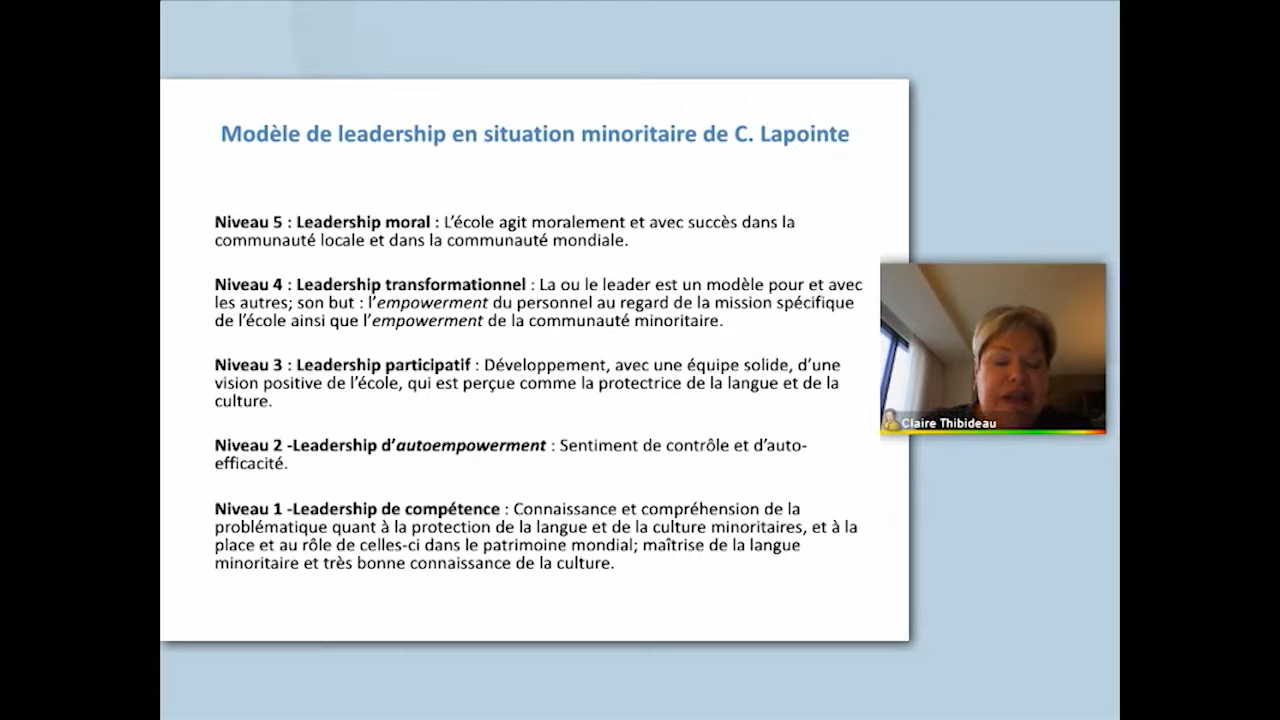 Modèle de leadership en situation minoritaire de C. Lapointe
Niveau 5 : Leadership moral : L'école agit moralement et avec succès dans la
communauté locale et dans la communauté mondiale.
Niveau 4 : Leadership transformationnel : La ou le leader est un modèle pour et avec
les autres; son but : l'empowerment du personnel au regard de la mission spécifique
de l'école ainsi que l'empowerment de la communauté minoritaire.
Niveau 3 : Leadership participatif : Développement, avec une équipe solide, d'une
vision positive de l'école, qui est perçue comme la protectrice de la langue et de la
culture.
Niveau 2 -Leadership d'autoempowerment : Sentiment de contrôle et d'auto-
efficacité.
Niveau 1 -Leadership de compétence : Connaissance et compréhension de la
problématique quant à la protection de la langue et de la culture minoritaires, et à la
place et au rôle de celles-ci dans le patrimoine mondial; maîtrise de la langue
minoritaire et très bonne connaissance de la culture.
Claire Thibideau